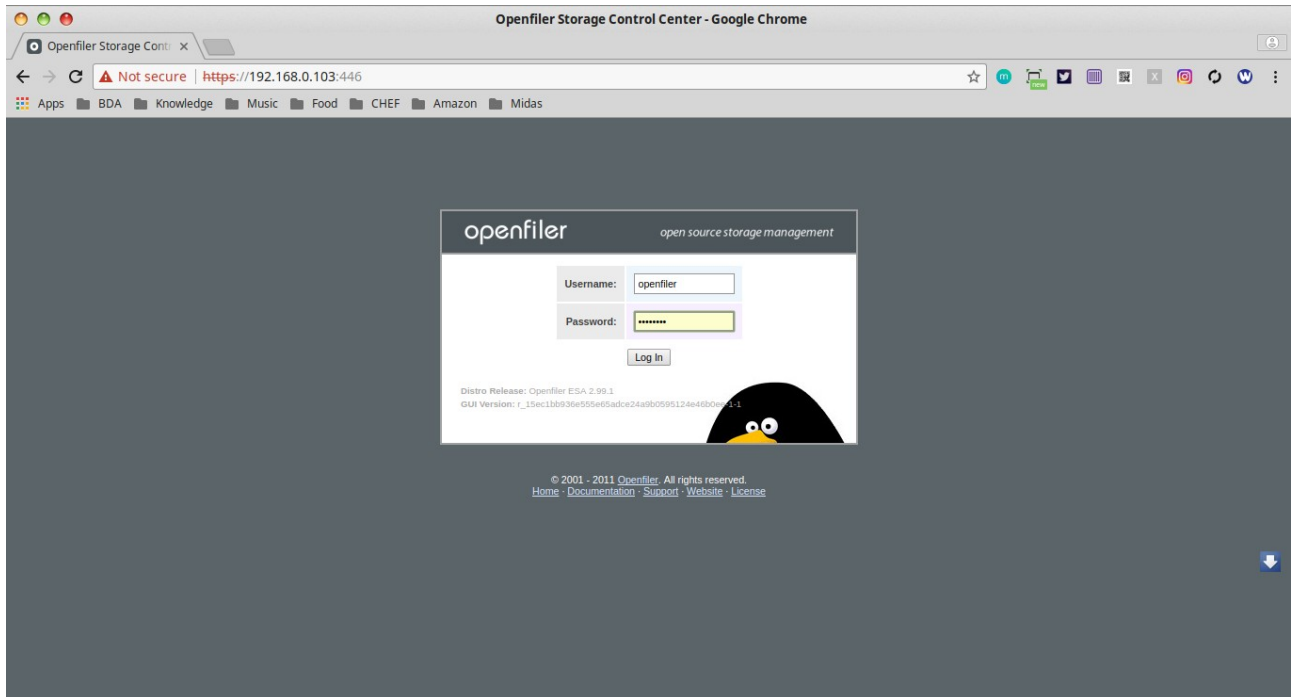 Openfiler Storage Control Center - Google Chrome
Openfiler Storage Cont
Not secure | https://192.168.0.103:446
new
Apps BDA Knowledge Music Food CHEF Amazon Midas
openfiler open source storage management
Username: openfiler
Password: ••••••••
Log In
Distro Release: Openfiler ESA 2.99.1
GUI Version:
© 2001 - 2011 Openfiler. All rights reserved.
Home · Documentation · Support · Website · License